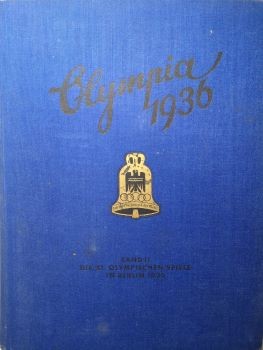 Olympia
1936
BAND II
DIE XI. OLYMPISCHEN SPIELE
IN BERLIN 1936